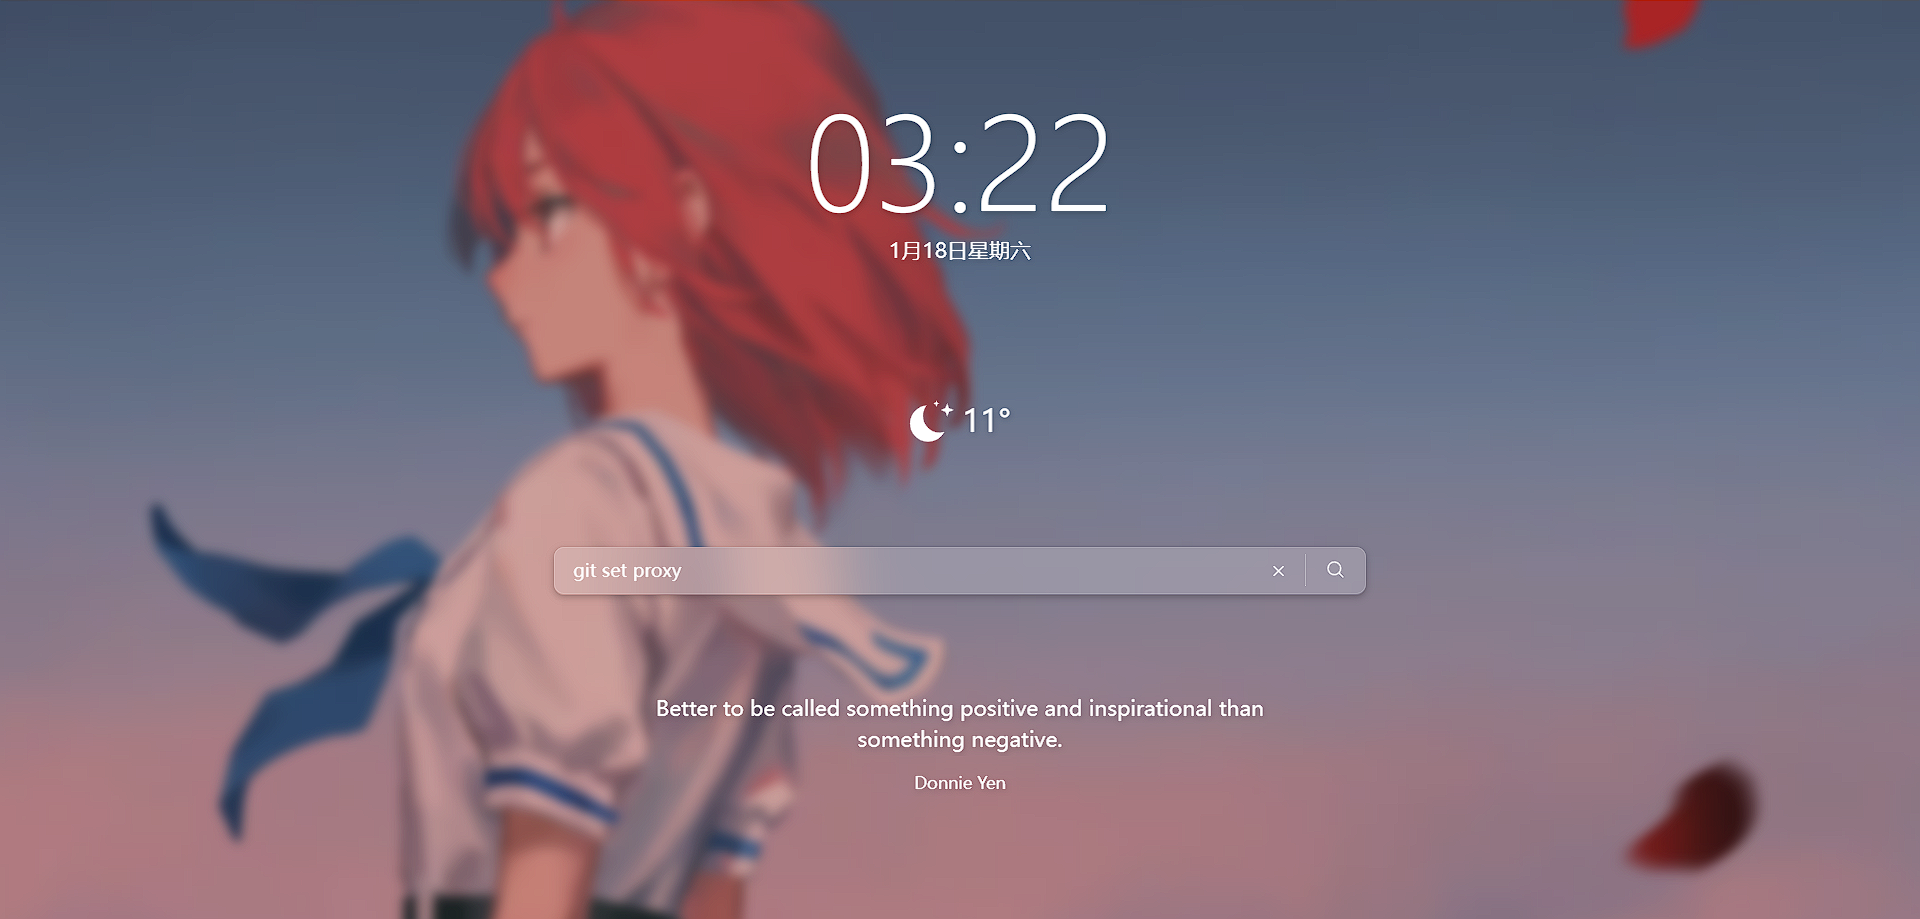 03:22
1月18日星期六
11°
git set proxy
Better to be called something positive and inspirational than
something negative.
Donnie Yen